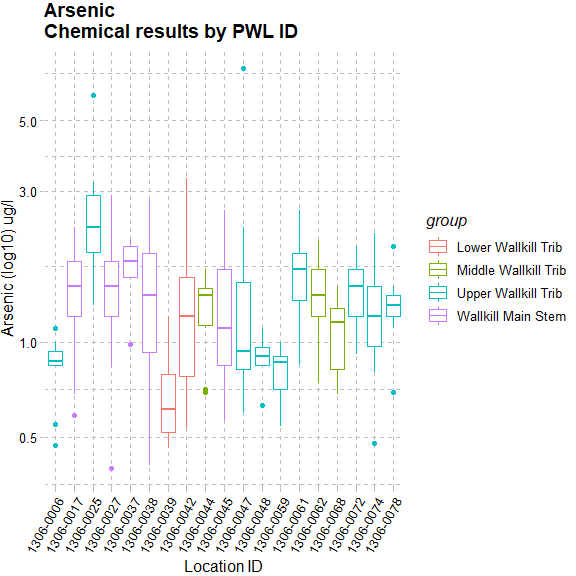 Arsenic
Chemical results by PWL ID
Arsenic (log10) ug/l
5.0
3.0
1.0
0.5
1306-0006
1306-0017
1306-0025
1306-0027
1306-0037
1306-0038
1306-0039
1306-0042
1306-0044
1306-0045
1306-0047
1306-0048
1306-0059
1306-0061
1306-0062
1306-0068
1306-0072
1306-0074
1306-0078
Location ID
group
Lower Wallkill Trib
Middle Wallkill Trib
Upper Wallkill Trib
Wallkill Main Stem